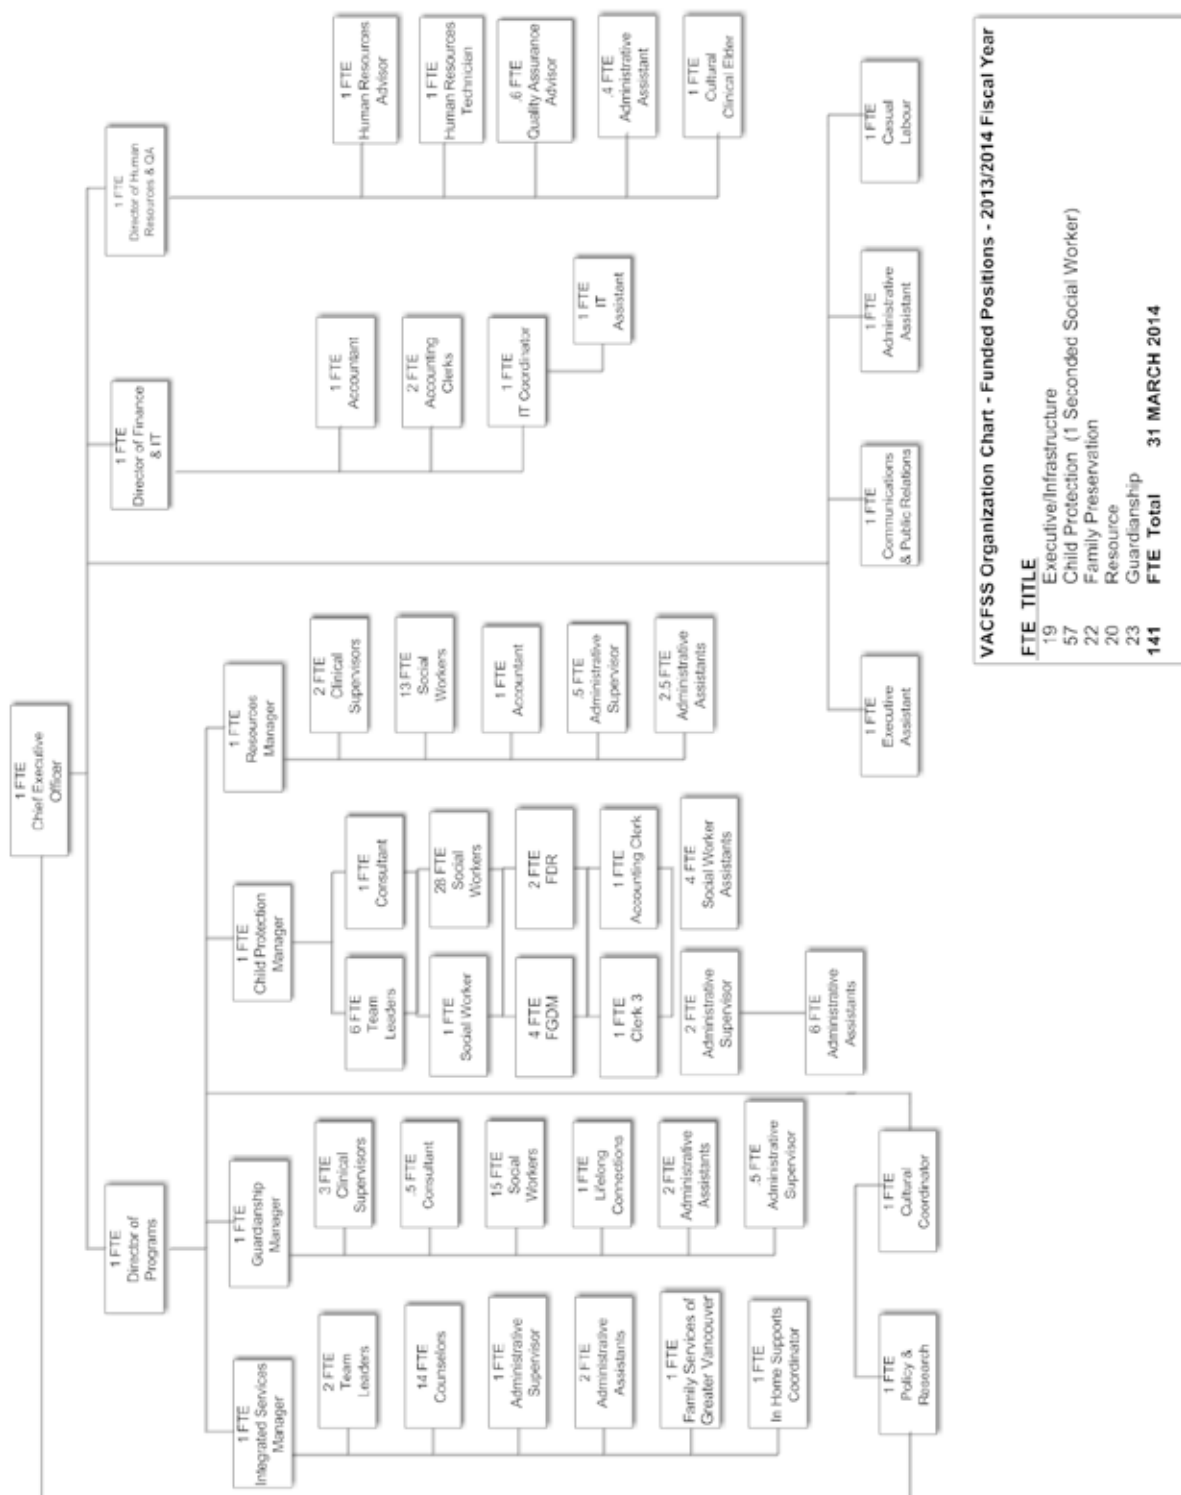 1 FTE
Chief Executive
Officer
1 FTE
Director of
Programs
1 FTE
Director of Finance
& IT
1 FTE
Director of Human
Resources & QA
1 FTE
Integrated Services
Manager
1 FTE
Guardianship
Manager
1 FTE
Child Protection
Manager
1 FTE
Resources
Manager
2 FTE
Team
Leaders
14 FTE
Counselors
1 FTE
Administrative
Supervisor
2 FTE
Administrative
Assistants
1 FTE
Family Services of
Greater Vancouver
1 FTE
In Home Supports
Coordinator
3 FTE
Clinical
Supervisors
.5 FTE
Consultant
15 FTE
Social
Workers
1 FTE
Lifelong
Connections
2 FTE
Adminisrative
Assistants
.5 FTE
Administrative
Supervisor
6 FTE
Team
Leaders
1 FTE
Consultant
1 FTE
Social Worker
28 FTE
Social
Workers
4 FTE
FGDM
2 FTE
FDR
1 FTE
Clerk 3
1 FTE
Accounting Clerk
2 FTE
Administrative
Supervisor
4 FTE
Social Worker
Assistants
6 FTE
Administrative
Assistants
2 FTE
Clinical
Supervisors
13 FTE
Social
Workers
1 FTE
Accountant
.5 FTE
Administrative
Supervisor
2.5 FTE
Administrative
Assistants
1 FTE
Accountant
2 FTE
Accounting
Clerks
1 FTE
IT Coordinator
1 FTE
IT
Assistant
1 FTE
Human Resources
Advisor
1 FTE
Human Resources
Technician
.6 FTE
Quality Assurance
Advisor
.4 FTE
Administrative
Assistant
1 FTE
Cultural
Clinical Elder
1 FTE
Policy &
Research
1 FTE
Cultural
Coordinator
1 FTE
Executive
Assistant
1 FTE
Communications
& Public Relations
1 FTE
Administrative
Assistant
1 FTE
Casual
Labour
VACFSS Organization Chart - Funded Positions - 2013/2014 Fiscal Year
FTE TITLE
19 Executive/Infrastructure
57 Child Protection (1 Seconded Social Worker)
22 Family Preservation
20 Resource
23 Guardianship
141 FTE Total 31 MARCH 2014